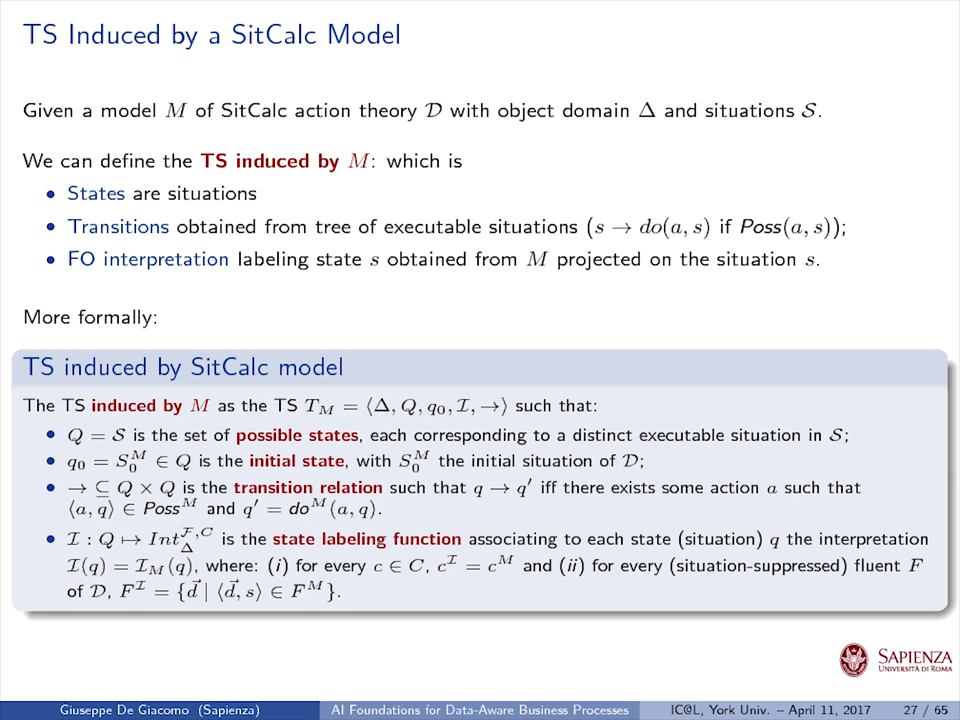 TS Induced by a SitCalc Model
Given a model M of SitCalc action theory 𝒟 with object domain Δ and situations 𝒮.
We can define the TS induced by M: which is
• States are situations
• Transitions obtained from tree of executable situations (s → do(a, s) if Poss(a, s));
• FO interpretation labeling state s obtained from M projected on the situation s.
More formally:
TS induced by SitCalc model
The TS induced by M as the TS T_M = ⟨Δ, Q, q₀, ℐ, →⟩ such that:
• Q = 𝒮 is the set of possible states, each corresponding to a distinct executable situation in 𝒮;
• q₀ = S₀^M ∈ Q is the initial state, with S₀^M the initial situation of 𝒟;
• → ⊆ Q × Q is the transition relation such that q → q′ iff there exists some action a such that
⟨a, q⟩ ∈ Poss^M and q′ = do^M(a, q).
• ℐ : Q ↦ Int_Δ^{ℱ,C} is the state labeling function associating to each state (situation) q the interpretation
ℐ(q) = ℐ_M(q), where: (i) for every c ∈ C, c^ℐ = c^M and (ii) for every (situation-suppressed) fluent F
of 𝒟, F^ℐ = {d⃗ | ⟨d⃗, s⟩ ∈ F^M}.
SAPIENZA
UNIVERSITÀ DI ROMA
Giuseppe De Giacomo (Sapienza) AI Foundations for Data-Aware Business Processes IC@L, York Univ. – April 11, 2017 27 / 65